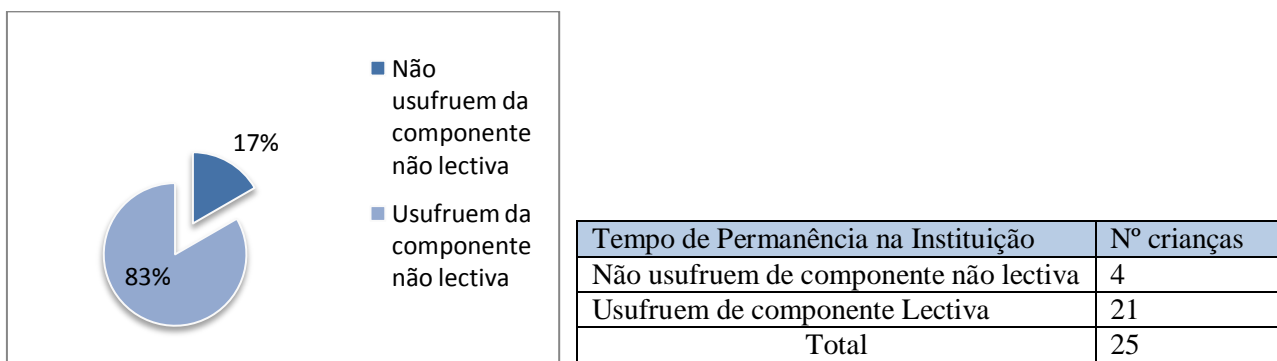 17%
83%
Não
usufruem da
componente
não lectiva
Usufruem da
componente
não lectiva
Tempo de Permanência na Instituição Nº crianças
Não usufruem de componente não lectiva 4
Usufruem de componente Lectiva 21
Total 25